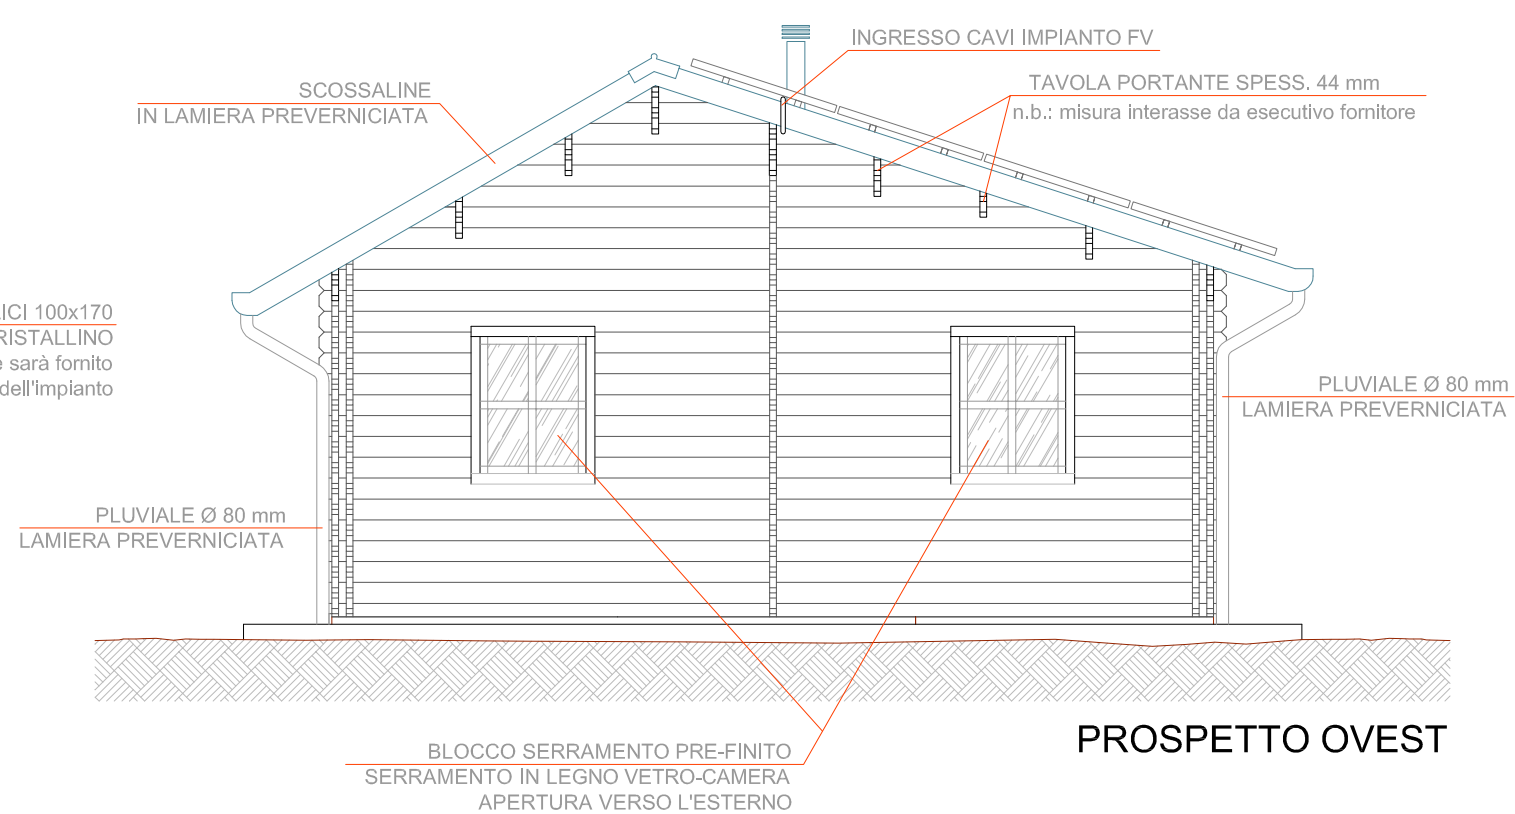 INGRESSO CAVI IMPIANTO FV
SCOSSALINE
IN LAMIERA PREVERNICIATA
TAVOLA PORTANTE SPESS. 44 mm
n.b.: misura interasse da esecutivo fornitore
ICI 100x170
RISTALLINO
e sarà fornito
dell'impianto
PLUVIALE Ø 80 mm
LAMIERA PREVERNICIATA
PLUVIALE Ø 80 mm
LAMIERA PREVERNICIATA
PROSPETTO OVEST
BLOCCO SERRAMENTO PRE-FINITO
SERRAMENTO IN LEGNO VETRO-CAMERA
APERTURA VERSO L'ESTERNO